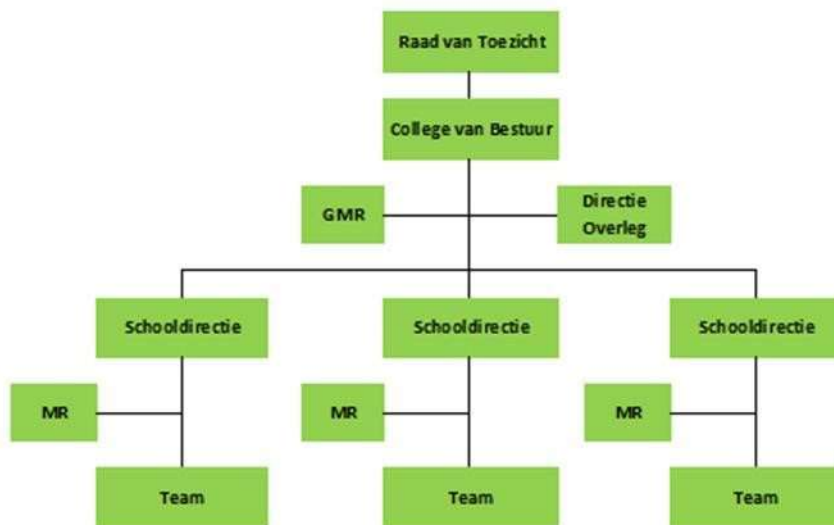 Raad van Toezicht
College van Bestuur
GMR
Directie
Overleg
Schooldirectie
Schooldirectie
Schooldirectie
MR
MR
MR
Team
Team
Team